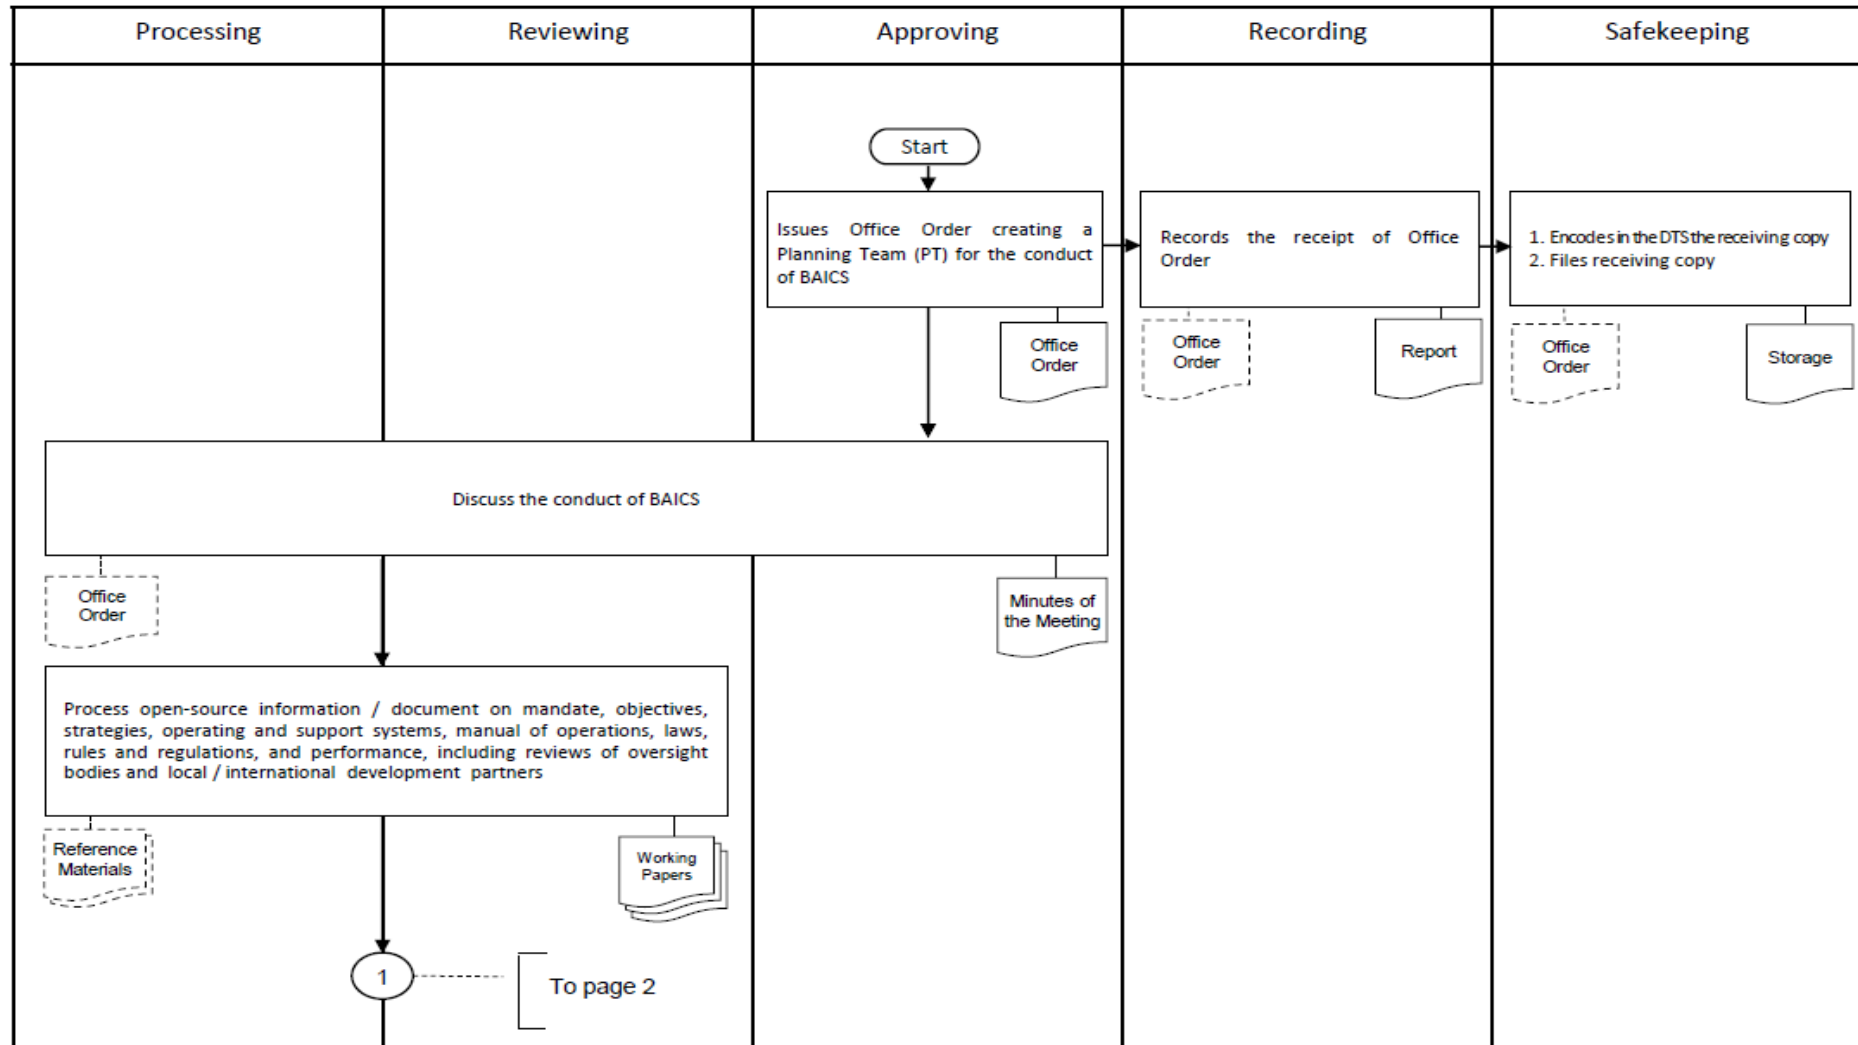 Processing
Reviewing
Approving
Recording
Safekeeping
Start
Issues Office Order creating a
Planning Team (PT) for the conduct
of BAICS
Records the receipt of Office
Order
1. Encodes in the DTS the receiving copy
2. Files receiving copy
Office
Order
Office
Order
Report
Office
Order
Storage
Discuss the conduct of BAICS
Office
Order
Minutes of
the Meeting
Process open-source information / document on mandate, objectives,
strategies, operating and support systems, manual of operations, laws,
rules and regulations, and performance, including reviews of oversight
bodies and local / international development partners
Reference
Materials
Working
Papers
1
To page 2